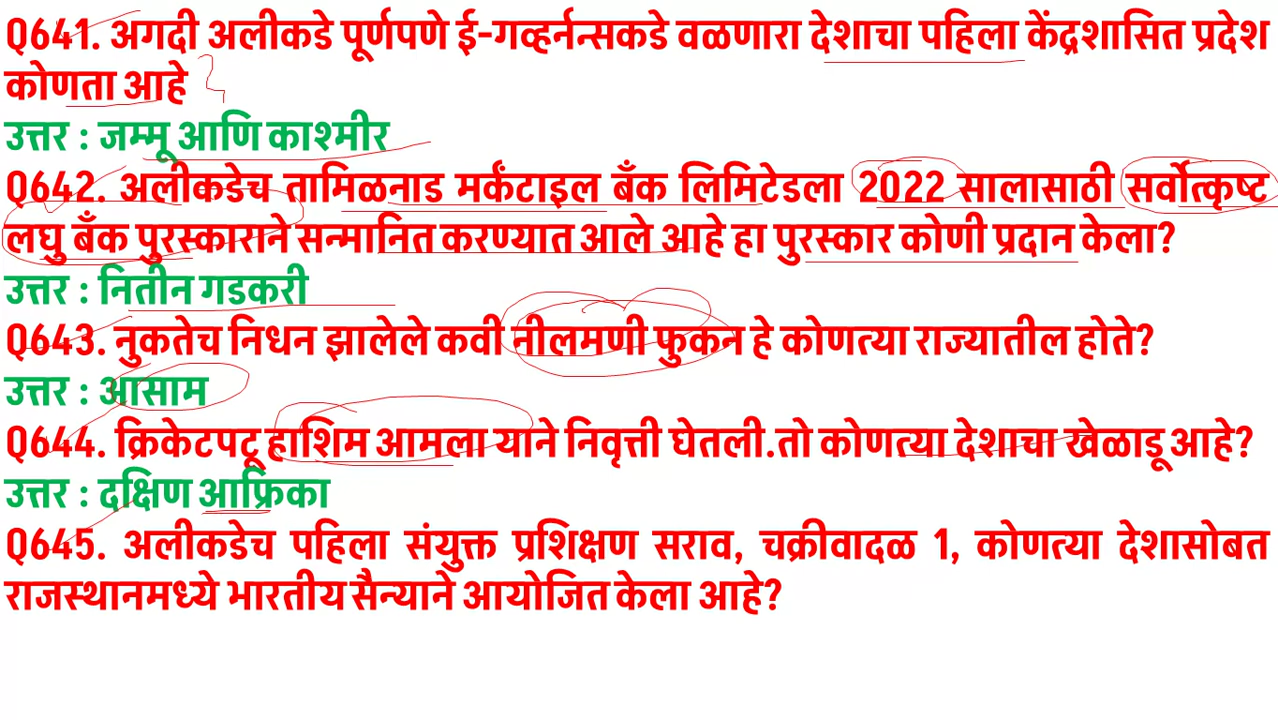 Q641. अगदी अलीकडे पूर्णपणे ई-गव्हर्नन्सकडे वळणारा देशाचा पहिला केंद्रशासित प्रदेश
कोणता आहे
उत्तर : जम्मू आणि काश्मीर
Q642. अलीकडेच तामिळनाड मर्कंटाइल बँक लिमिटेडला 2022 सालासाठी सर्वोत्कृष्ट
लघु बँक पुरस्काराने सन्मानित करण्यात आले आहे हा पुरस्कार कोणी प्रदान केला?
उत्तर : नितीन गडकरी
Q643. नुकतेच निधन झालेले कवी नीलमणी फुकन हे कोणत्या राज्यातील होते?
उत्तर : आसाम
Q644. क्रिकेटपटू हाशिम आमला याने निवृत्ती घेतली.तो कोणत्या देशाचा खेळाडू आहे?
उत्तर : दक्षिण आफ्रिका
Q645. अलीकडेच पहिला संयुक्त प्रशिक्षण सराव, चक्रीवादळ 1, कोणत्या देशासोबत
राजस्थानमध्ये भारतीय सैन्याने आयोजित केला आहे?